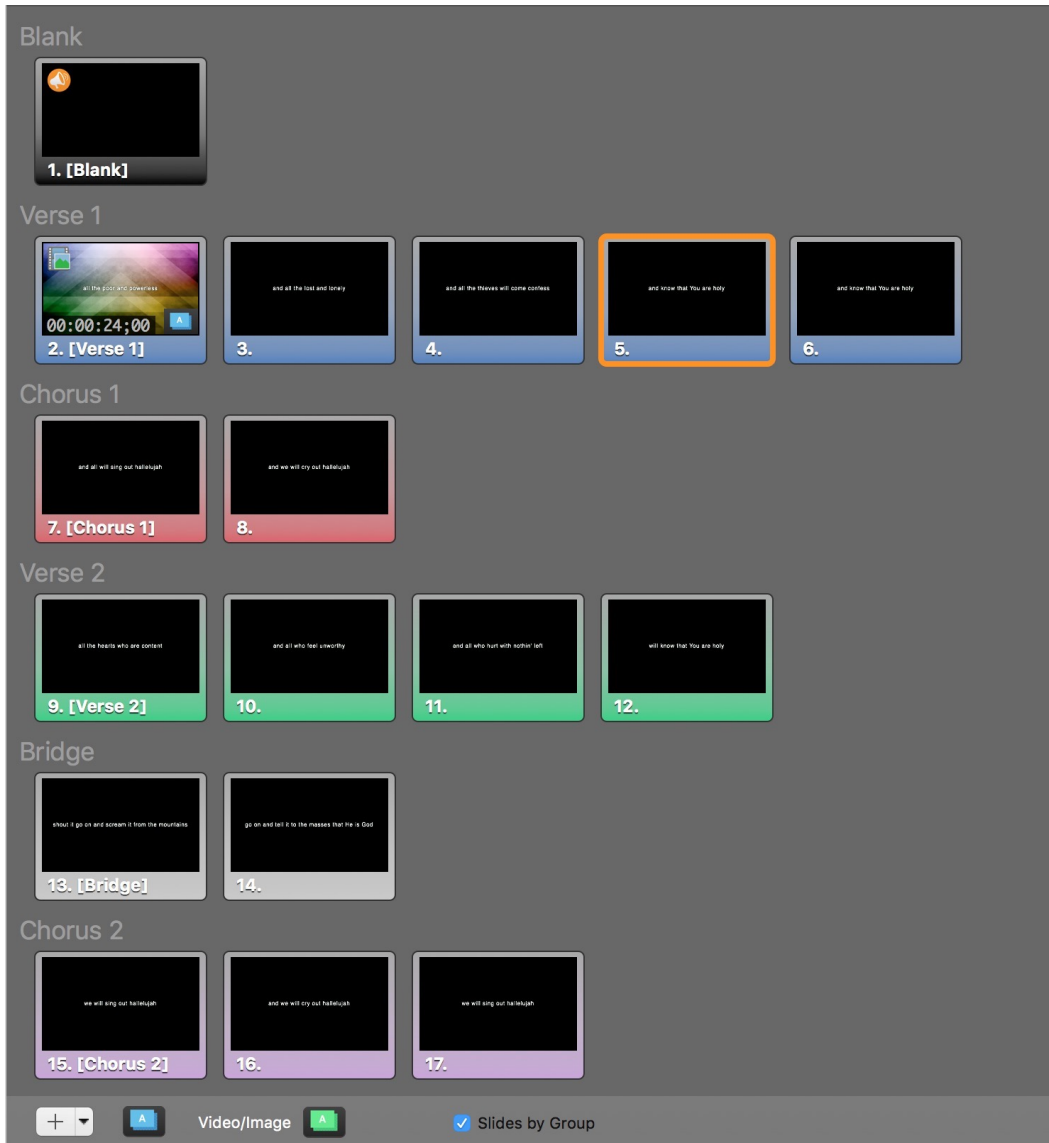 Blank
1. [Blank]
Verse 1
all the poor and powerless
A
00:00:24;00
2. [Verse 1]
and all the lost and lonely
3.
and all the thieves will come confess
4.
and know that You are holy
5.
and know that You are holy
6.
Chorus 1
and all will sing out hallelujah
7. [Chorus 1]
and we will cry out hallelujah
8.
Verse 2
all the hearts who are content
9. [Verse 2]
and all who feel unworthy
10.
and all who hurt with nothin' left
11.
will know that You are holy
12.
Bridge
shout it go on and scream it from the mountains
13. [Bridge]
go on and tell it to the masses that He is God
14.
Chorus 2
we will sing out hallelujah
15. [Chorus 2]
and we will cry out hallelujah
16.
we will sing out hallelujah
17.
A
Video/Image
A
Slides by Group